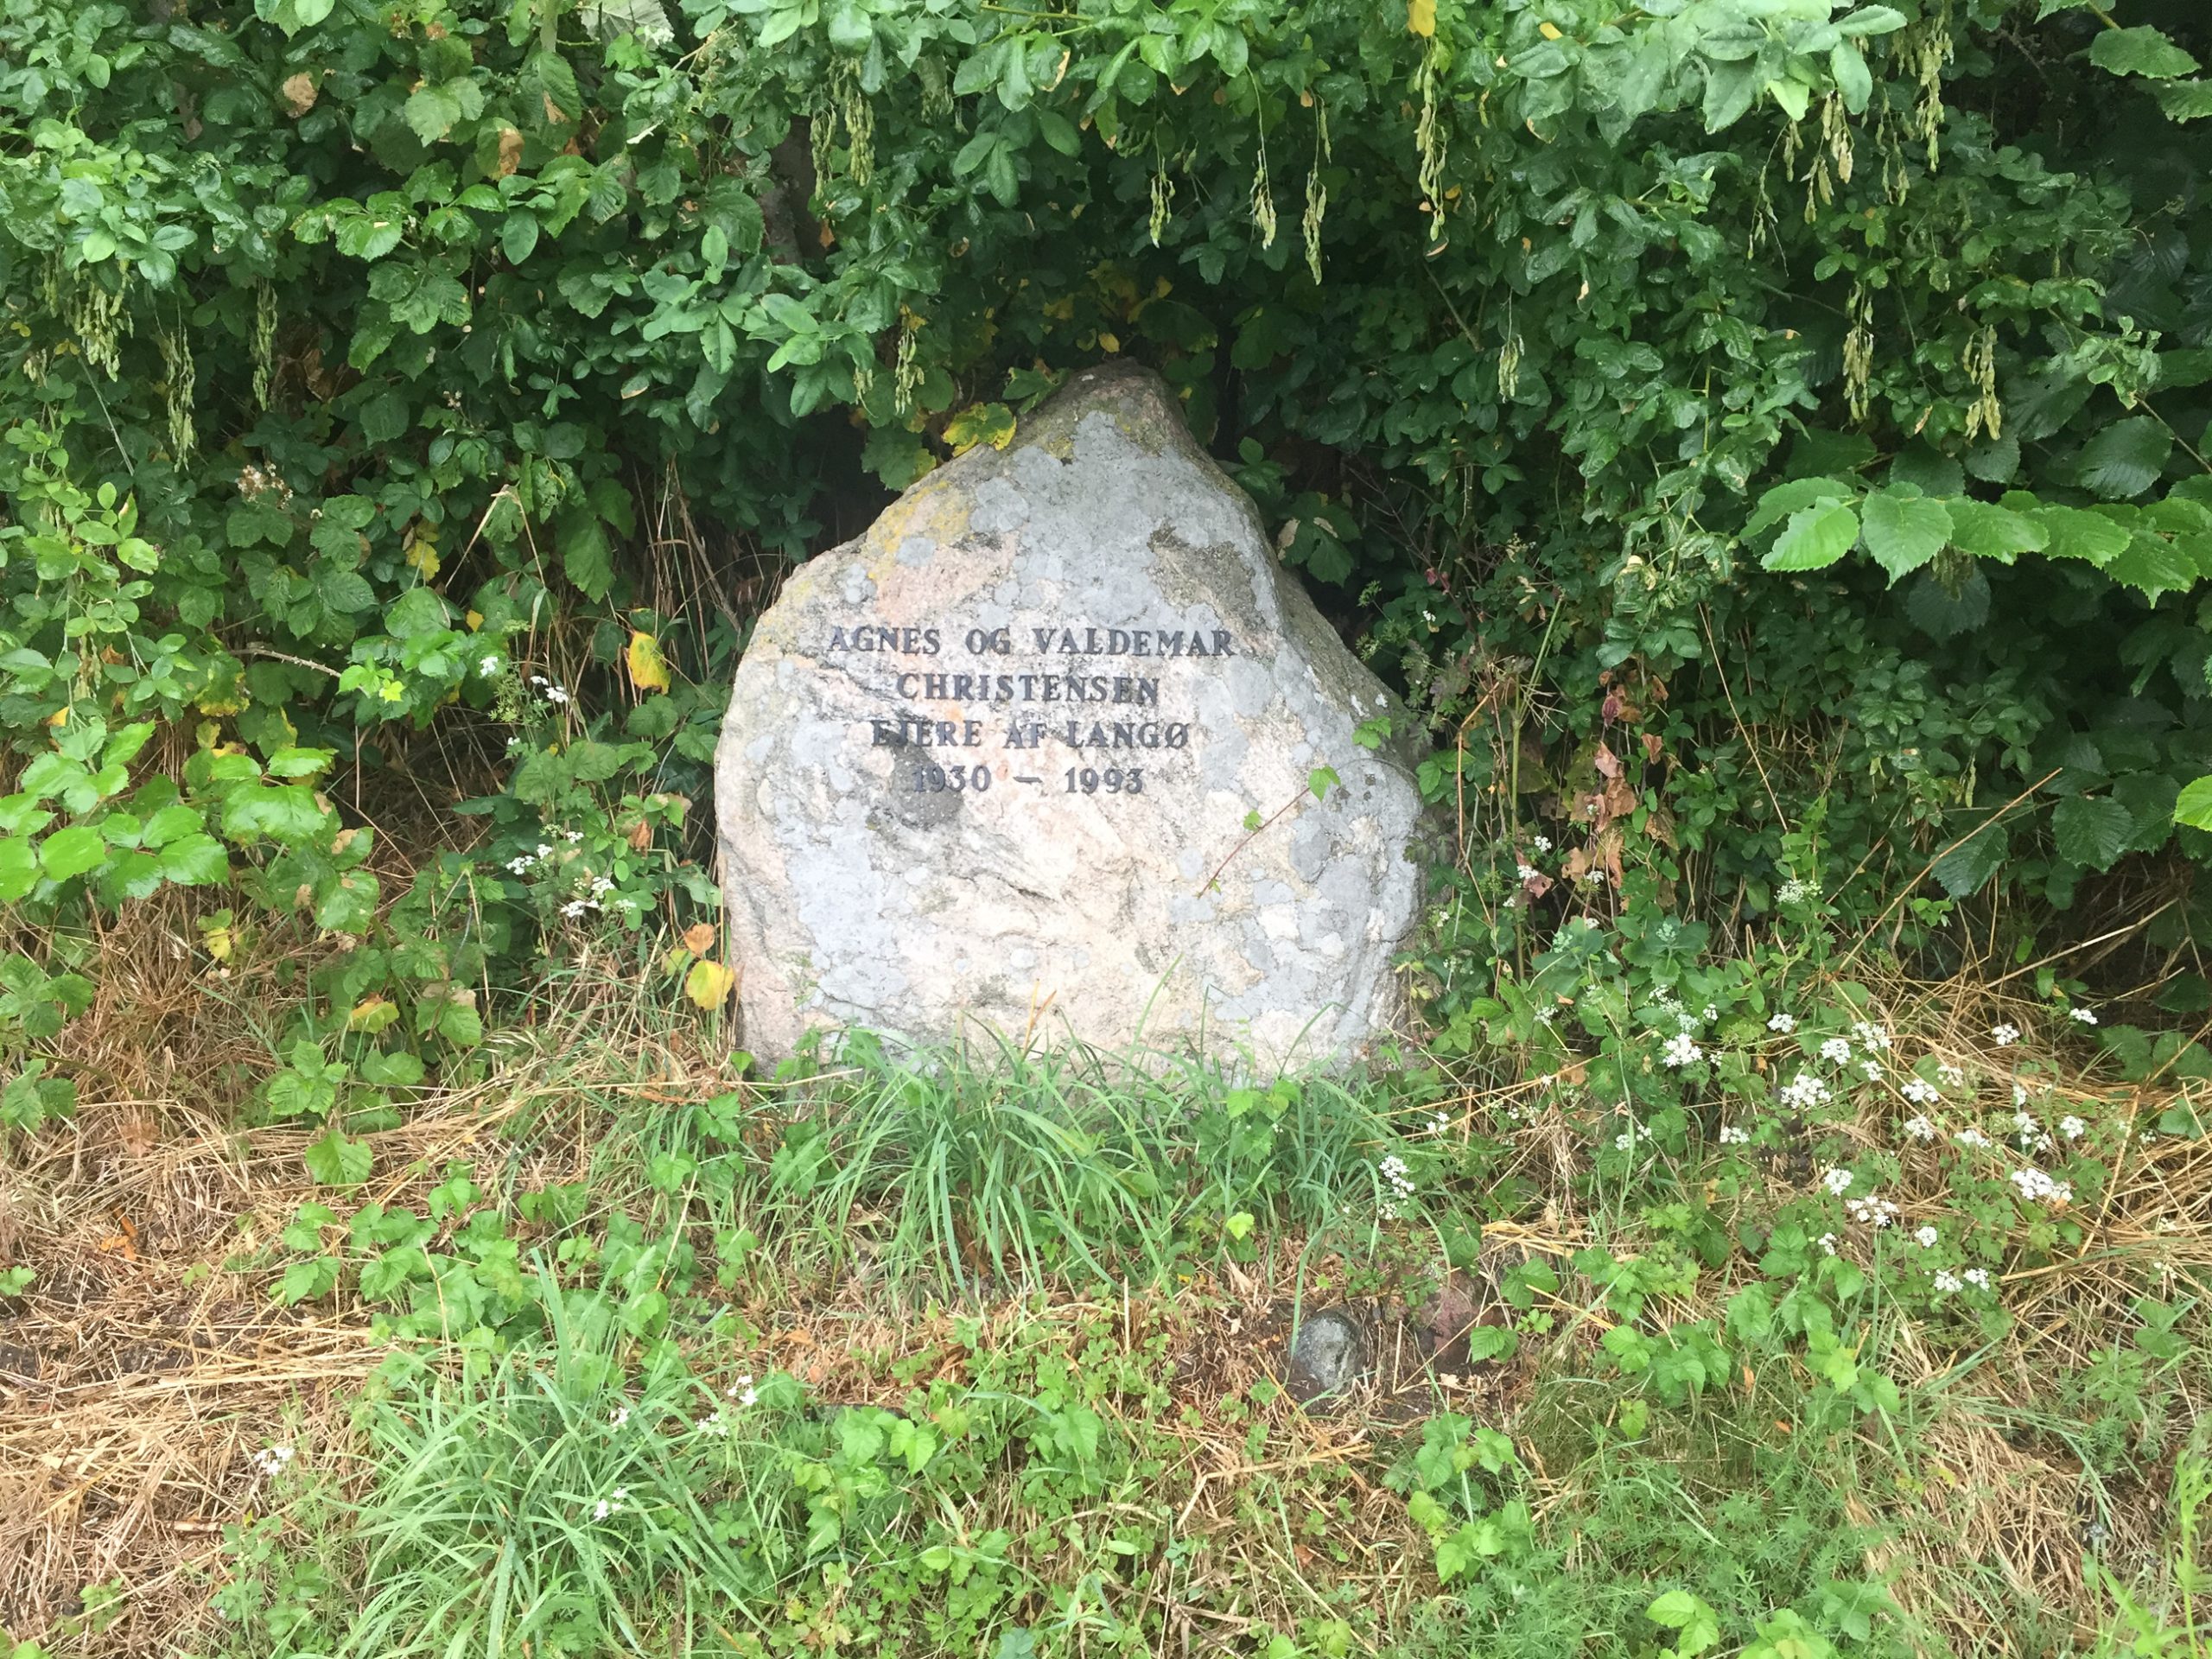 AGNES OG VALDEMAR
CHRISTENSEN
EJERE AF LANGØ
1930 – 1993